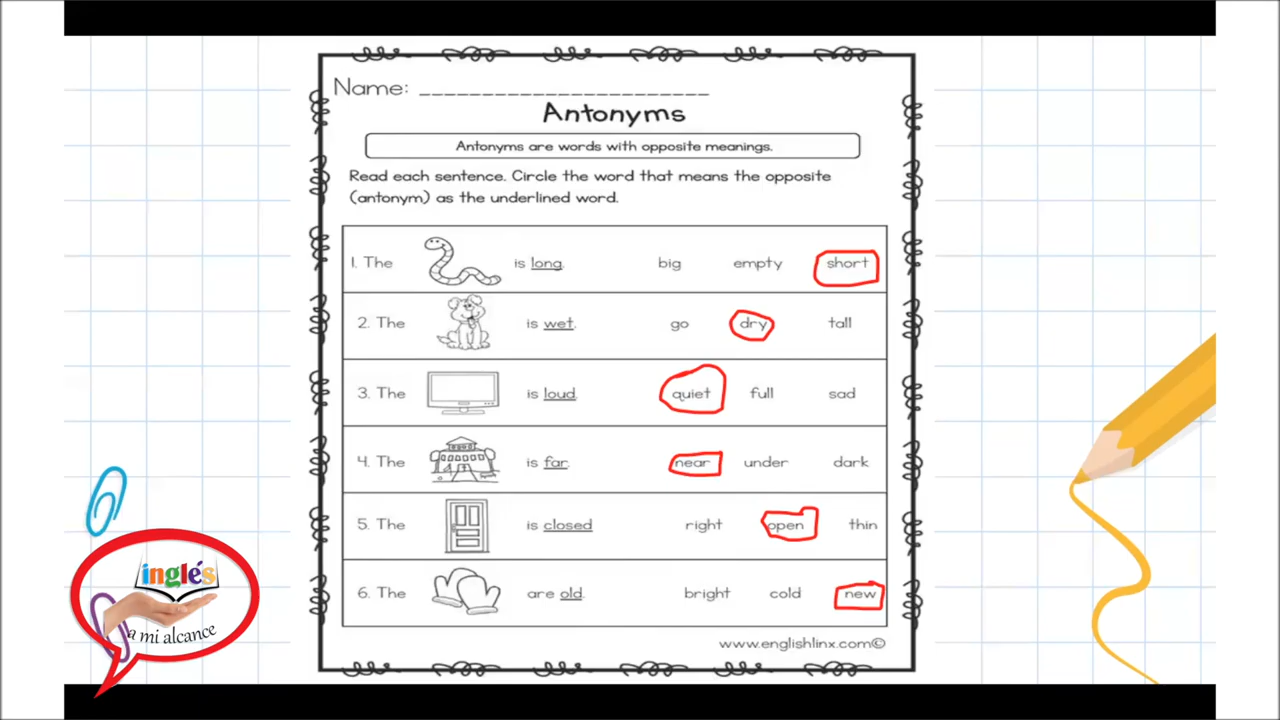 Name: _______________________
Antonyms
Antonyms are words with opposite meanings.
Read each sentence. Circle the word that means the opposite
(antonym) as the underlined word.
1. The is long. big empty short
2. The is wet. go dry tall
3. The is loud. quiet full sad
4. The is far. near under dark
5. The is closed right open thin
6. The are old. bright cold new
www.englishlinx.com©
inglés
a mi alcance